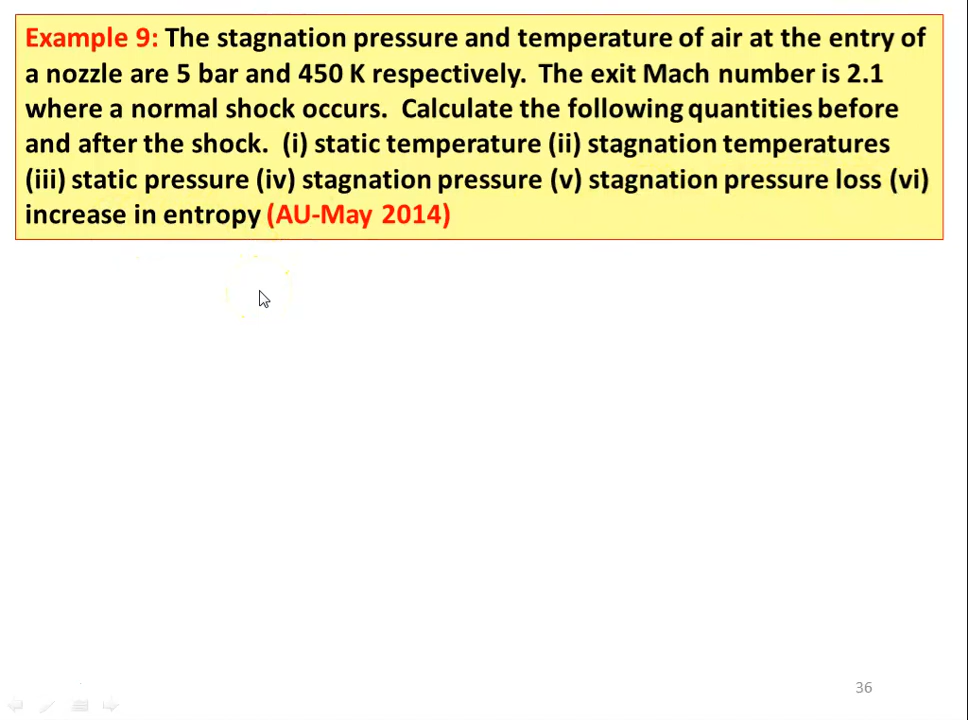 Example 9: The stagnation pressure and temperature of air at the entry of
a nozzle are 5 bar and 450 K respectively. The exit Mach number is 2.1
where a normal shock occurs. Calculate the following quantities before
and after the shock. (i) static temperature (ii) stagnation temperatures
(iii) static pressure (iv) stagnation pressure (v) stagnation pressure loss (vi)
increase in entropy (AU-May 2014)
36